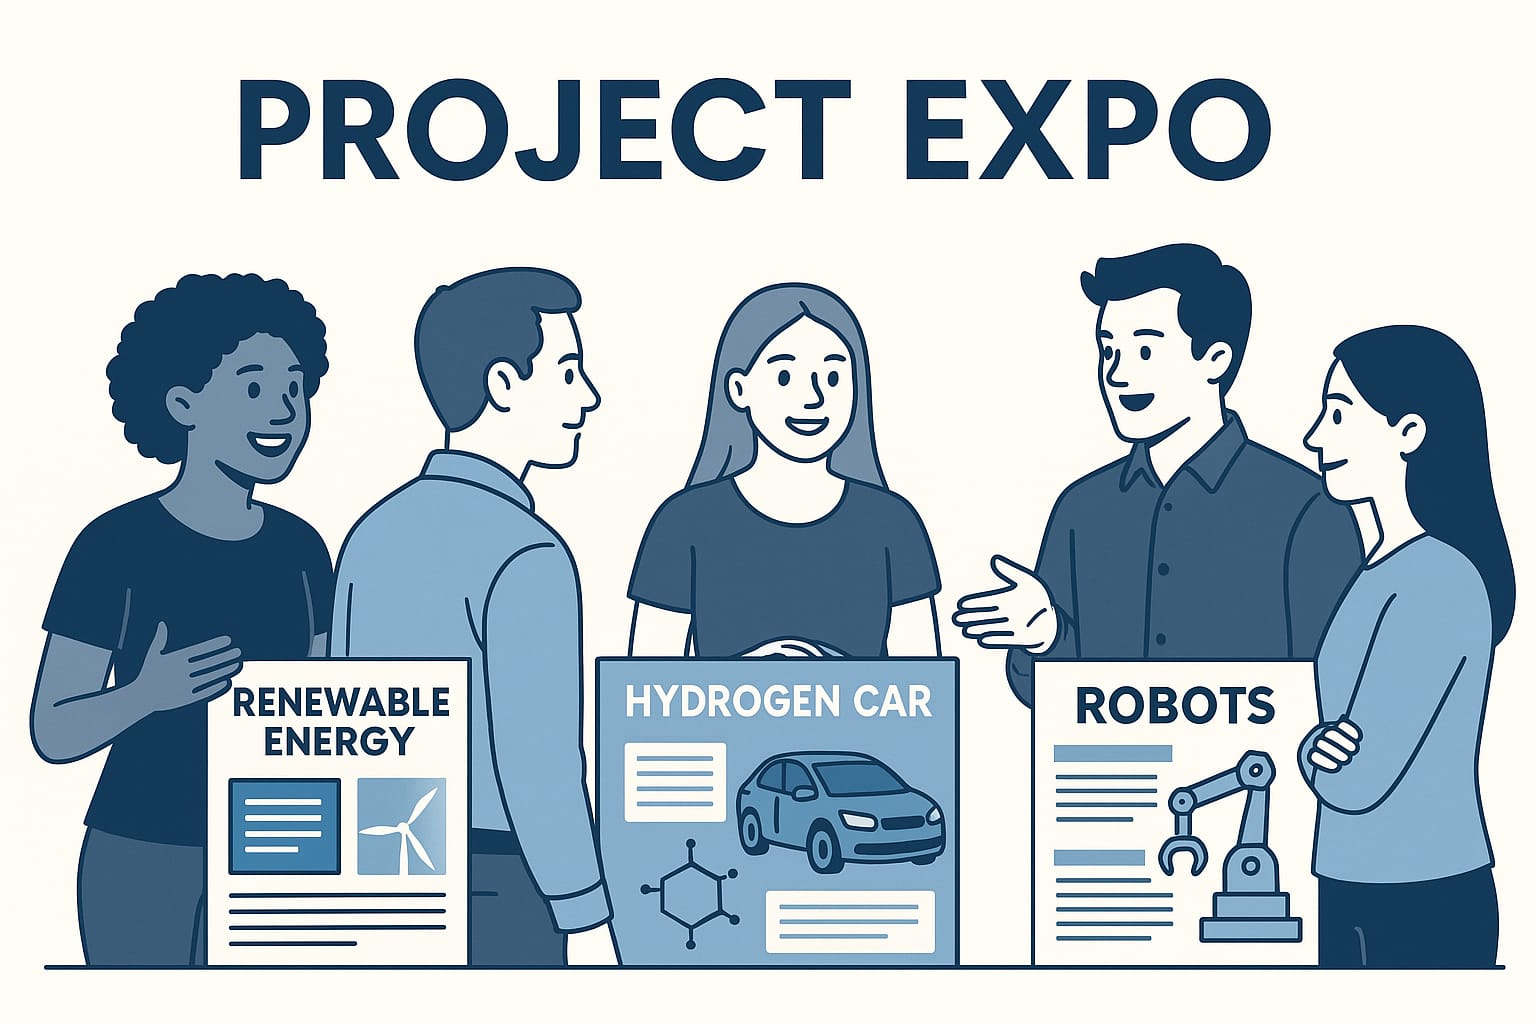 PROJECT EXPO
RENEWABLE
ENERGY
HYDROGEN CAR
ROBOTS